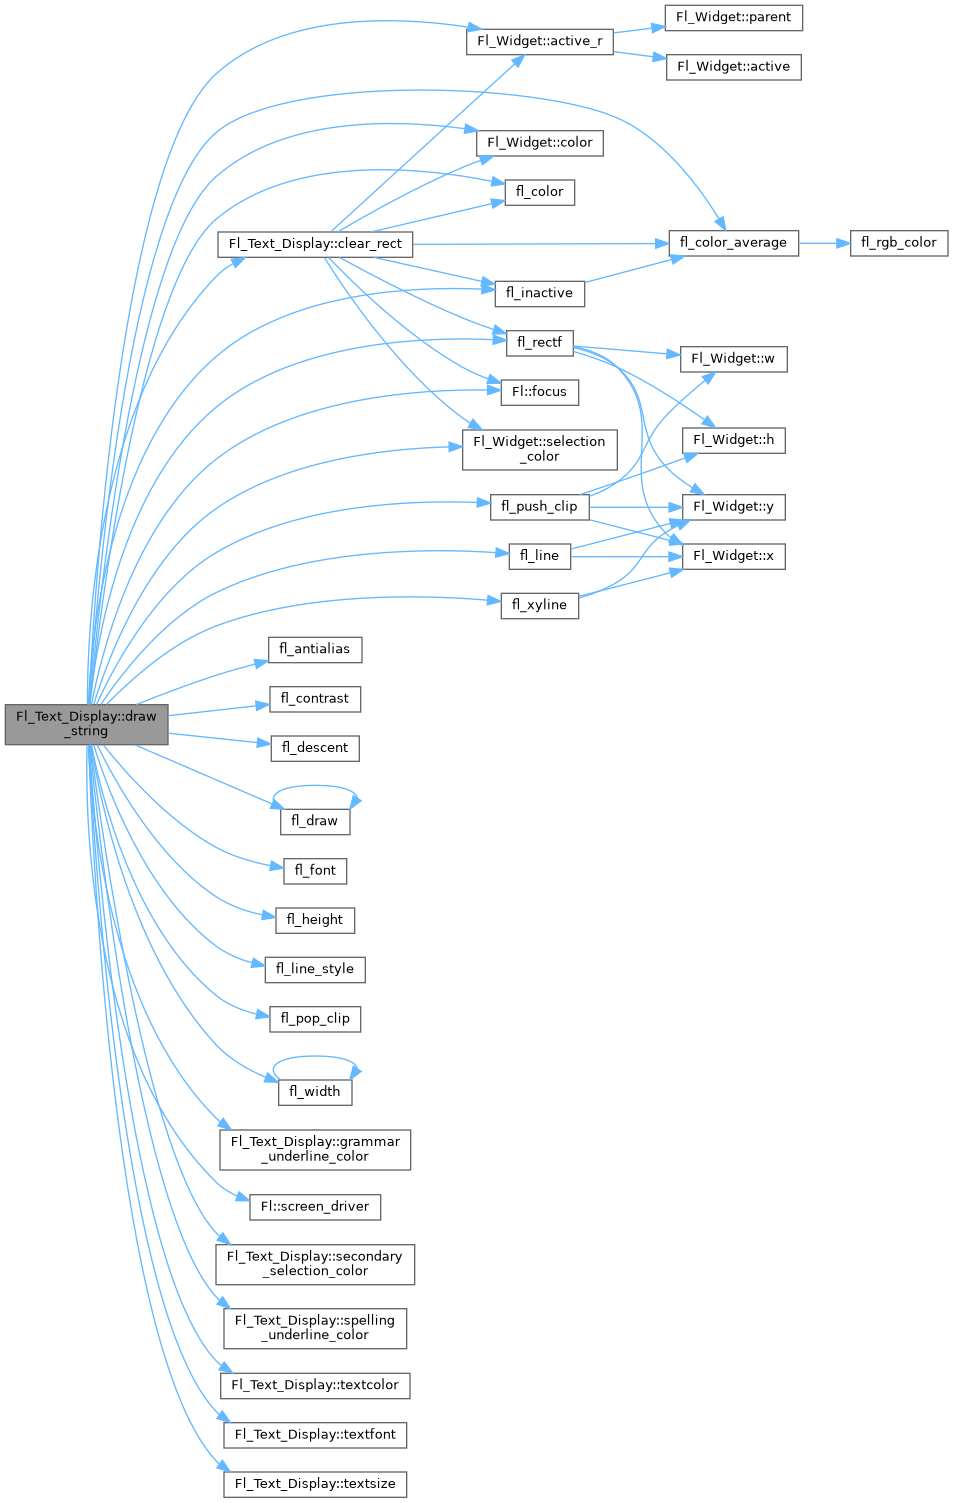 Fl_Widget::parent
Fl_Widget::active_r
Fl_Widget::active
Fl_Widget::color
fl_color
Fl_Text_Display::clear_rect
fl_color_average
fl_rgb_color
fl_inactive
fl_rectf
Fl_Widget::w
Fl::focus
Fl_Widget::selection
_color
Fl_Widget::h
fl_push_clip
Fl_Widget::y
fl_line
Fl_Widget::x
fl_xyline
fl_antialias
fl_contrast
Fl_Text_Display::draw
_string
fl_descent
fl_draw
fl_font
fl_height
fl_line_style
fl_pop_clip
fl_width
Fl_Text_Display::grammar
_underline_color
Fl::screen_driver
Fl_Text_Display::secondary
_selection_color
Fl_Text_Display::spelling
_underline_color
Fl_Text_Display::textcolor
Fl_Text_Display::textfont
Fl_Text_Display::textsize